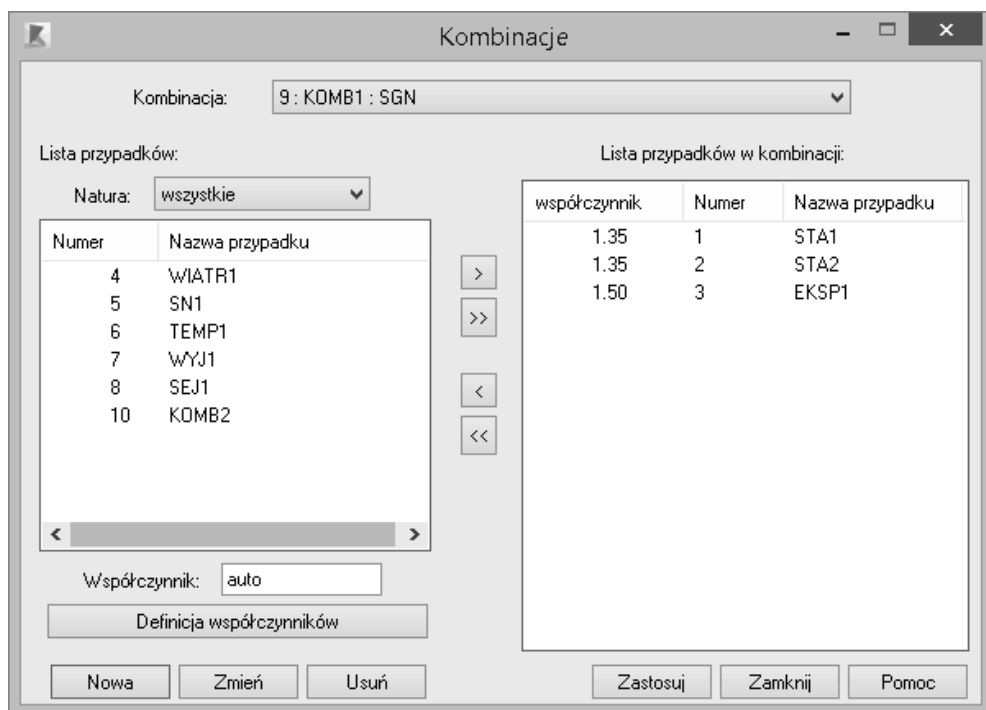 Kombinacje
Kombinacja: 9 : KOMB1 : SGN
Lista przypadków:
Natura: wszystkie
Numer Nazwa przypadku
4 WIATR1
5 SN1
6 TEMP1
7 WYJ1
8 SEJ1
10 KOMB2
Współczynnik: auto
Definicja współczynników
Nowa Zmień Usuń
>
>>
<
<<
Lista przypadków w kombinacji:
współczynnik Numer Nazwa przypadku
1.35 1 STA1
1.35 2 STA2
1.50 3 EKSP1
Zastosuj Zamknij Pomoc